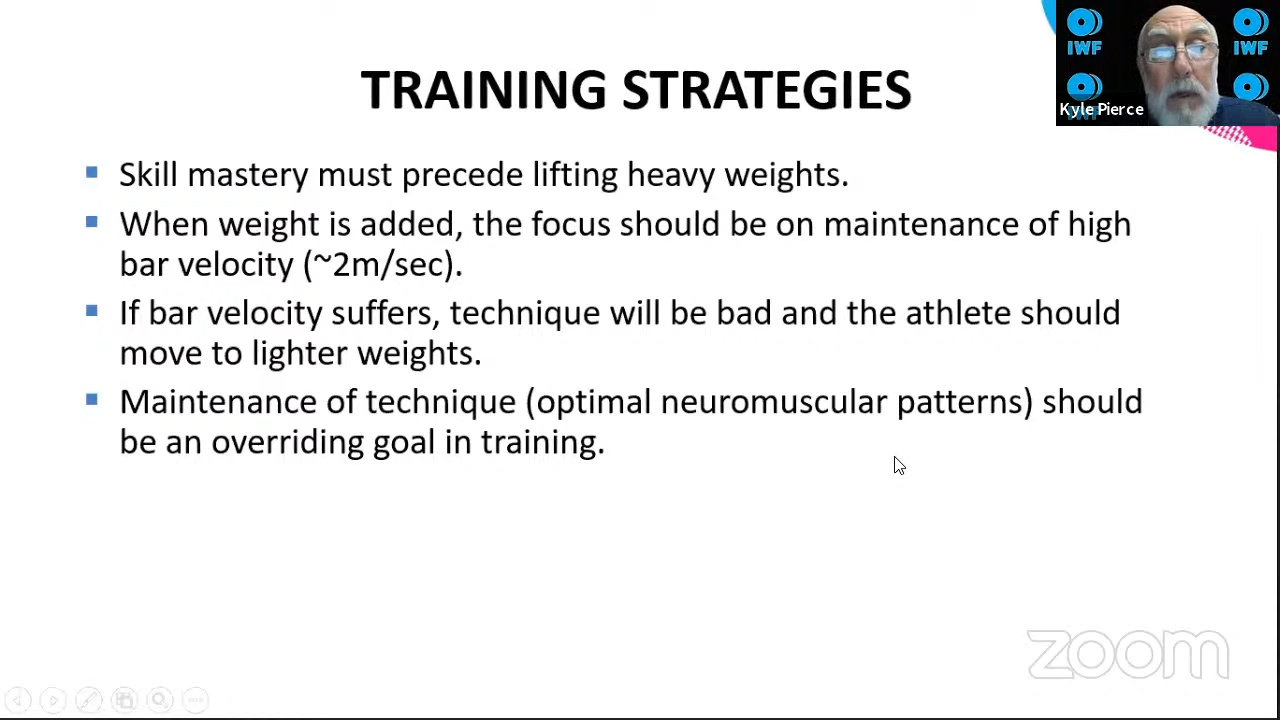 TRAINING STRATEGIES
Skill mastery must precede lifting heavy weights.
When weight is added, the focus should be on maintenance of high
bar velocity (~2m/sec).
If bar velocity suffers, technique will be bad and the athlete should
move to lighter weights.
Maintenance of technique (optimal neuromuscular patterns) should
be an overriding goal in training.
IWF
IWF
Kyle Pierce
zoom